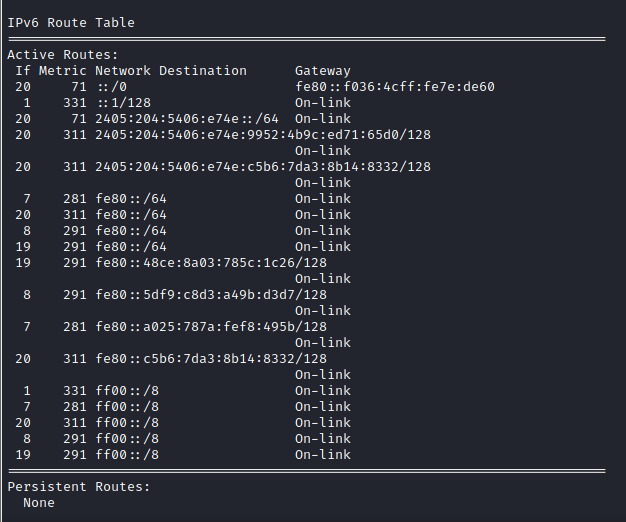 IPv6 Route Table
===========================================================================
Active Routes:
 If Metric Network Destination      Gateway
 20     71 ::/0                     fe80::f036:4cff:fe7e:de60
  1    331 ::1/128                  On-link
 20     71 2405:204:5406:e74e::/64  On-link
 20    311 2405:204:5406:e74e:9952:4b9c:ed71:65d0/128
                                    On-link
 20    311 2405:204:5406:e74e:c5b6:7da3:8b14:8332/128
                                    On-link
  7    281 fe80::/64                On-link
 20    311 fe80::/64                On-link
  8    291 fe80::/64                On-link
 19    291 fe80::/64                On-link
 19    291 fe80::48ce:8a03:785c:1c26/128
                                    On-link
  8    291 fe80::5df9:c8d3:a49b:d3d7/128
                                    On-link
  7    281 fe80::a025:787a:fef8:495b/128
                                    On-link
 20    311 fe80::c5b6:7da3:8b14:8332/128
                                    On-link
  1    331 ff00::/8                 On-link
  7    281 ff00::/8                 On-link
 20    311 ff00::/8                 On-link
  8    291 ff00::/8                 On-link
 19    291 ff00::/8                 On-link
===========================================================================
Persistent Routes:
  None